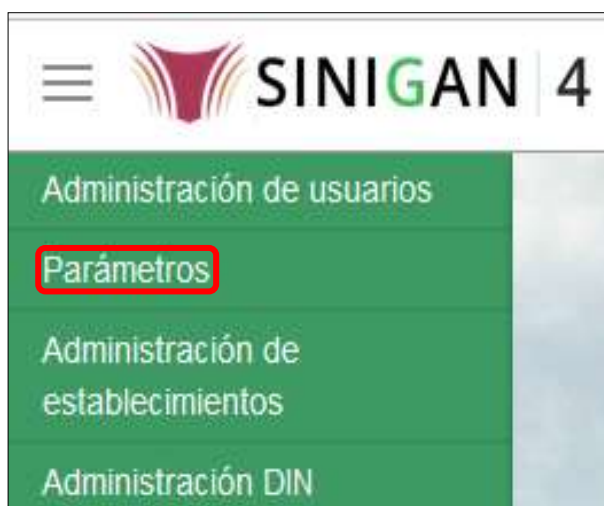 SINIGAN 4
Administración de usuarios
Parámetros
Administración de
establecimientos
Administración DIN